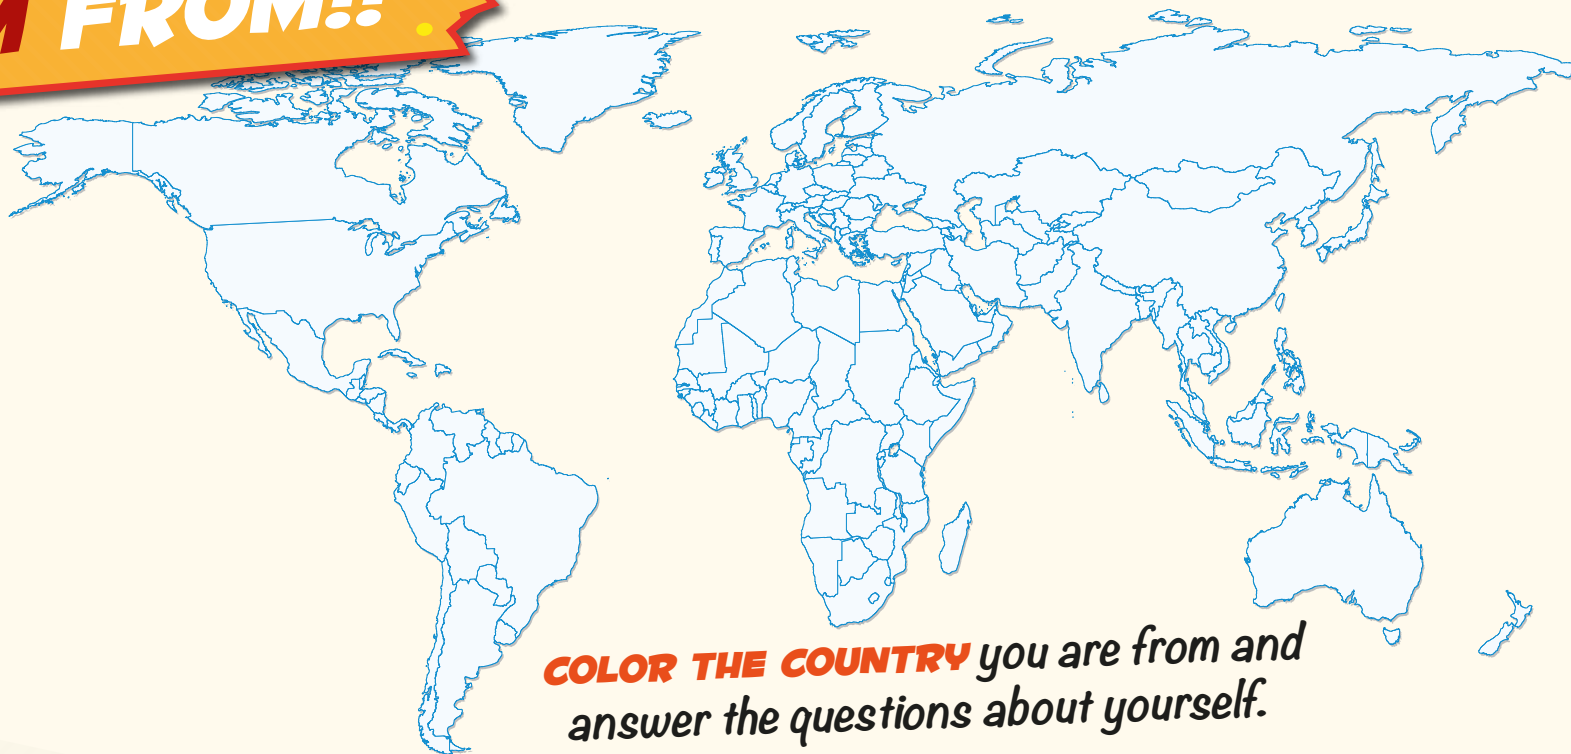 FROM!!
COLOR THE COUNTRY you are from and
answer the questions about yourself.